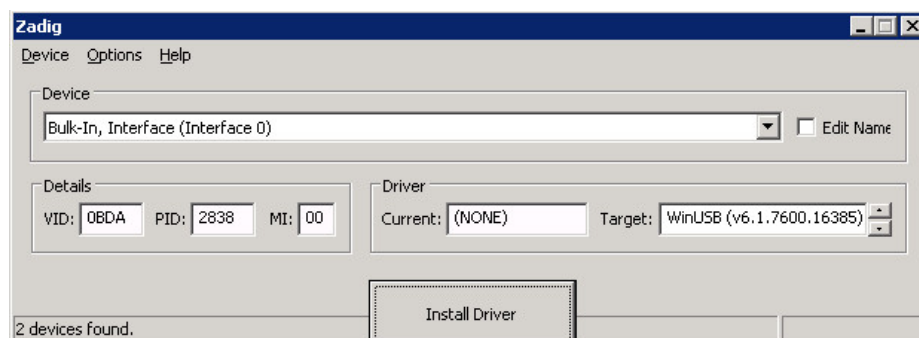 Zadig
Device Options Help
Device
Bulk-In, Interface (Interface 0)
Edit Name
Details
VID: 0BDA PID: 2838 MI: 00
Driver
Current: (NONE) Target: WinUSB (v6.1.7600.16385)
Install Driver
2 devices found.